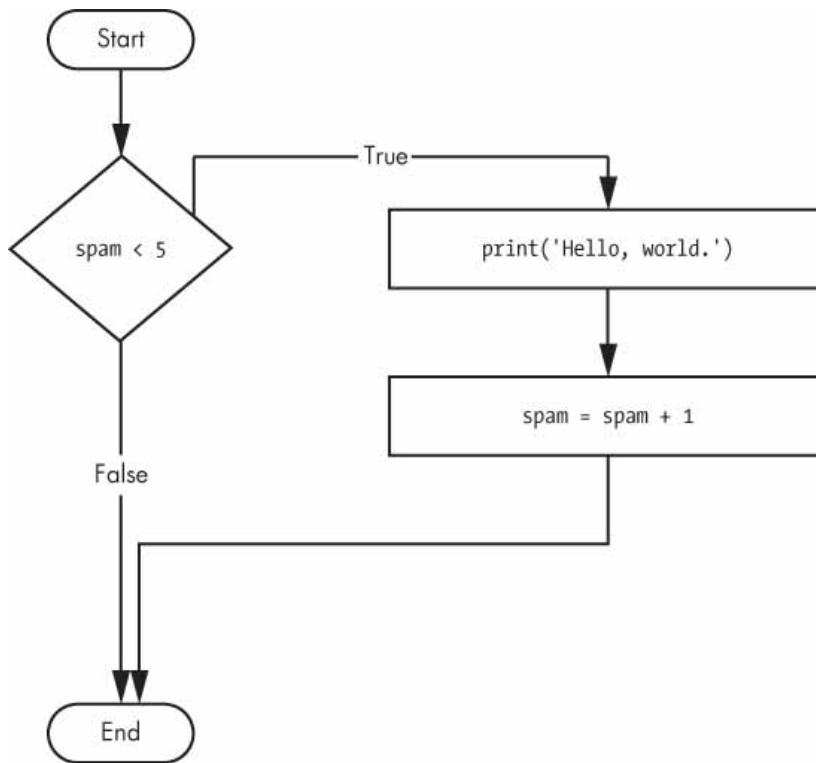 Start
True
spam < 5
print('Hello, world.')
spam = spam + 1
False
End